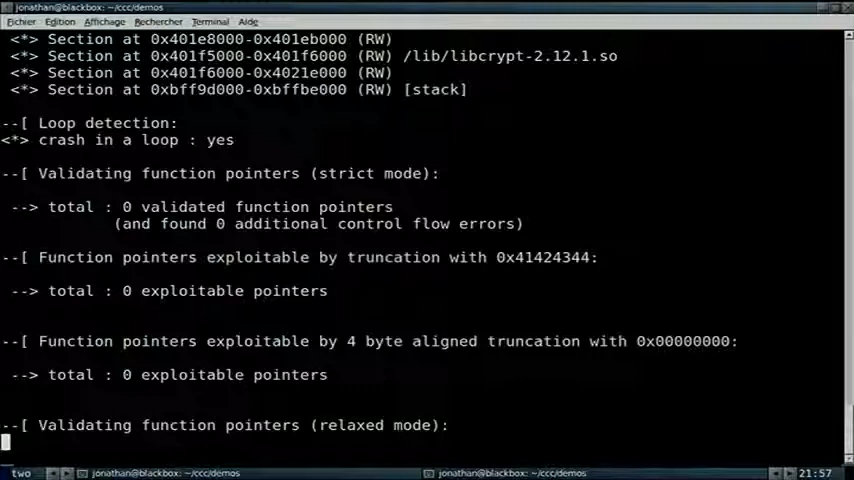 jonathan@blackbox: ~/ccc/demos
Fichier Edition Affichage Rechercher Terminal Aide
<*> Section at 0x401e8000-0x401eb000 (RW)
<*> Section at 0x401f5000-0x401f6000 (RW) /lib/libcrypt-2.12.1.so
<*> Section at 0x401f6000-0x4021e000 (RW)
<*> Section at 0xbff9d000-0xbffbe000 (RW) [stack]
--[ Loop detection:
<*> crash in a loop : yes
--[ Validating function pointers (strict mode):
--> total : 0 validated function pointers
(and found 0 additional control flow errors)
--[ Function pointers exploitable by truncation with 0x41424344:
--> total : 0 exploitable pointers
--[ Function pointers exploitable by 4 byte aligned truncation with 0x00000000:
--> total : 0 exploitable pointers
--[ Validating function pointers (relaxed mode):
two jonathan@blackbox: ~/ccc/demos jonathan@blackbox: ~/ccc/demos 21:57